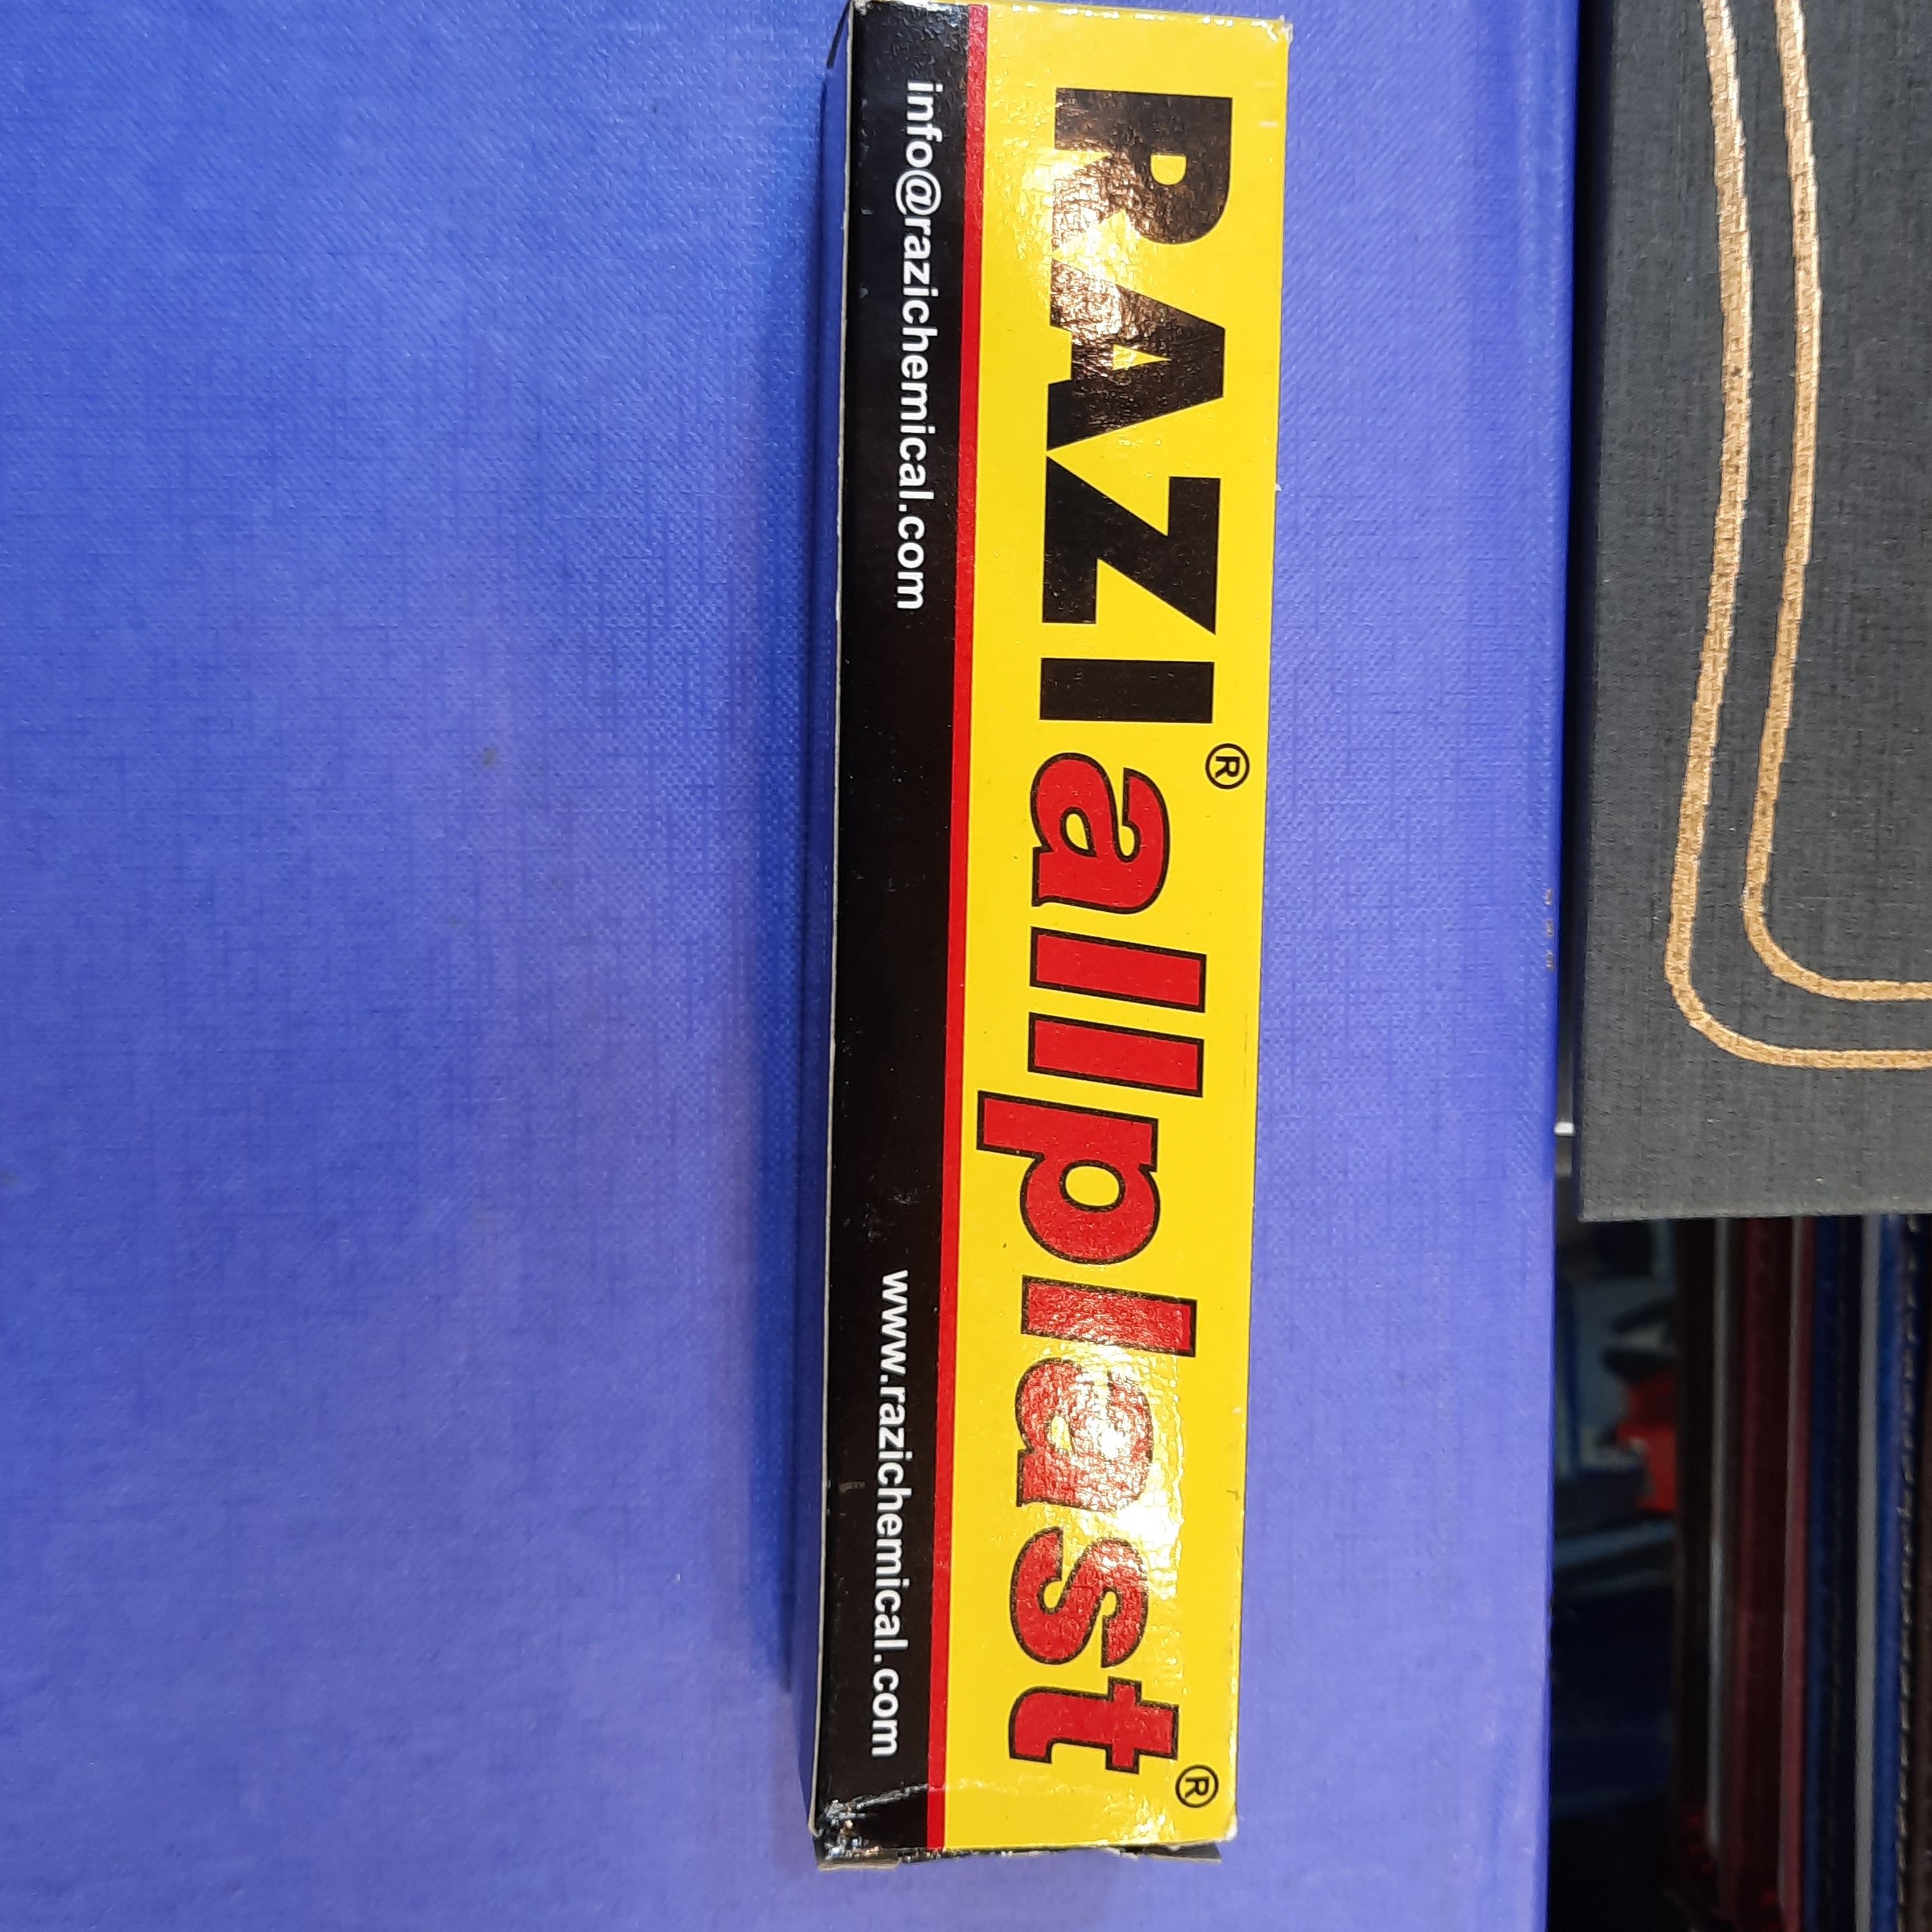 RAZI® allplast®
info@razichemical.com www.razichemical.com